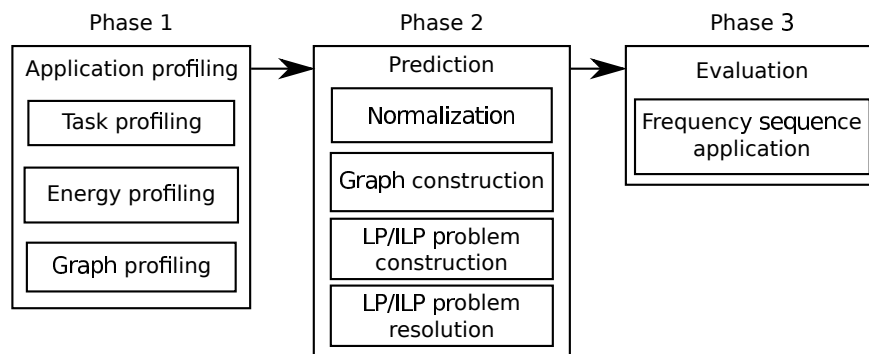 Phase 1
Application profiling
Task profiling
Energy profiling
Graph profiling
Phase 2
Prediction
Normalization
Graph construction
LP/ILP problem
construction
LP/ILP problem
resolution
Phase 3
Evaluation
Frequency sequence
application